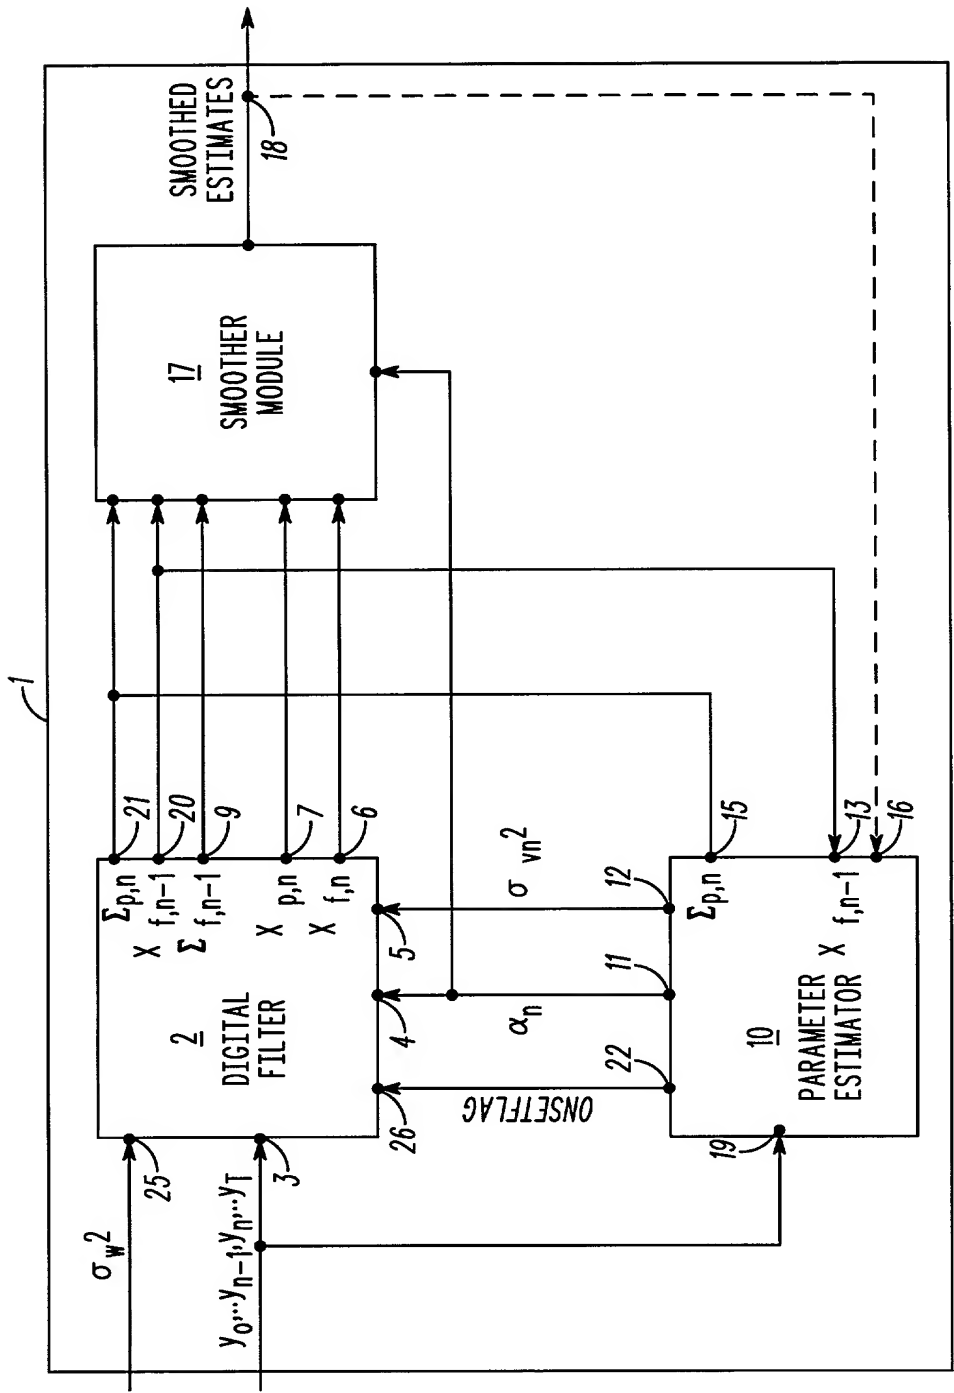 1
σw2
y0,...yn-1,yn,...yT
25
3
2
DIGITAL
FILTER
Σp,n
X f,n-1
Σ f,n-1
X p,n
X f,n
21
20
9
7
6
26
4
5
17
SMOOTHER
MODULE
SMOOTHED
ESTIMATES
18
ONSETFLAG
αn
σ vn2
22
11
12
19
10
PARAMETER
ESTIMATOR
Σp,n
X f,n-1
15
13
16